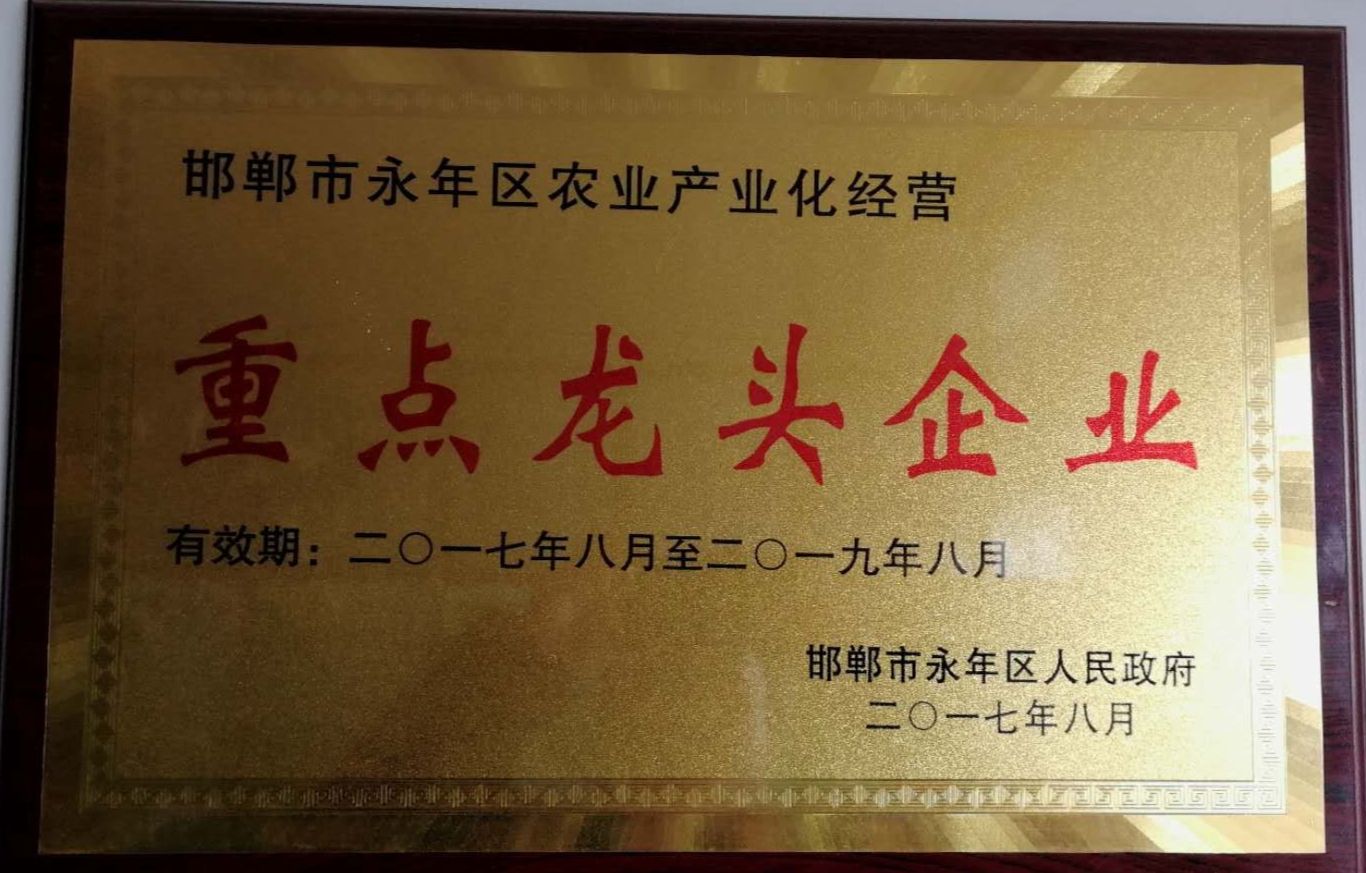 邯郸市永年区农业产业化经营
重点龙头企业
有效期：二〇一七年八月至二〇一九年八月
邯郸市永年区人民政府
二〇一七年八月